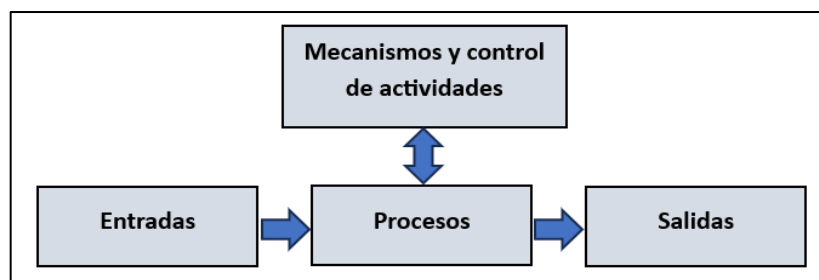 Mecanismos y control
de actividades
Entradas
Procesos
Salidas